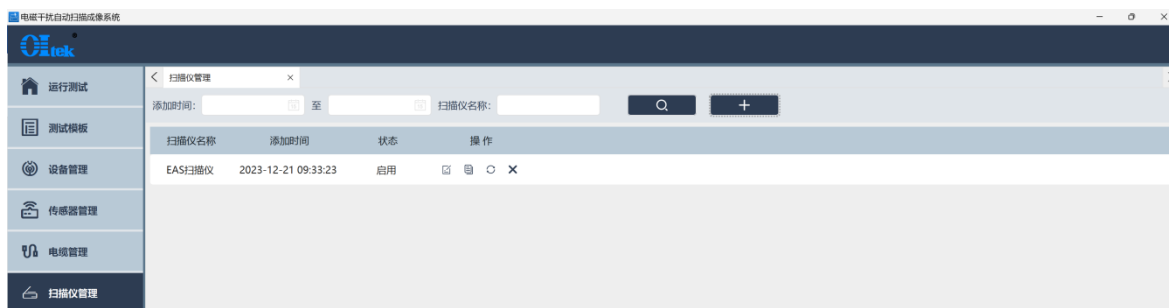 电磁干扰自动扫描成像系统
OItek
运行测试
测试模板
设备管理
传感器管理
电缆管理
扫描仪管理
扫描仪管理
添加时间: 至 扫描仪名称:
扫描仪名称 添加时间 状态 操作
EAS扫描仪 2023-12-21 09:33:23 启用